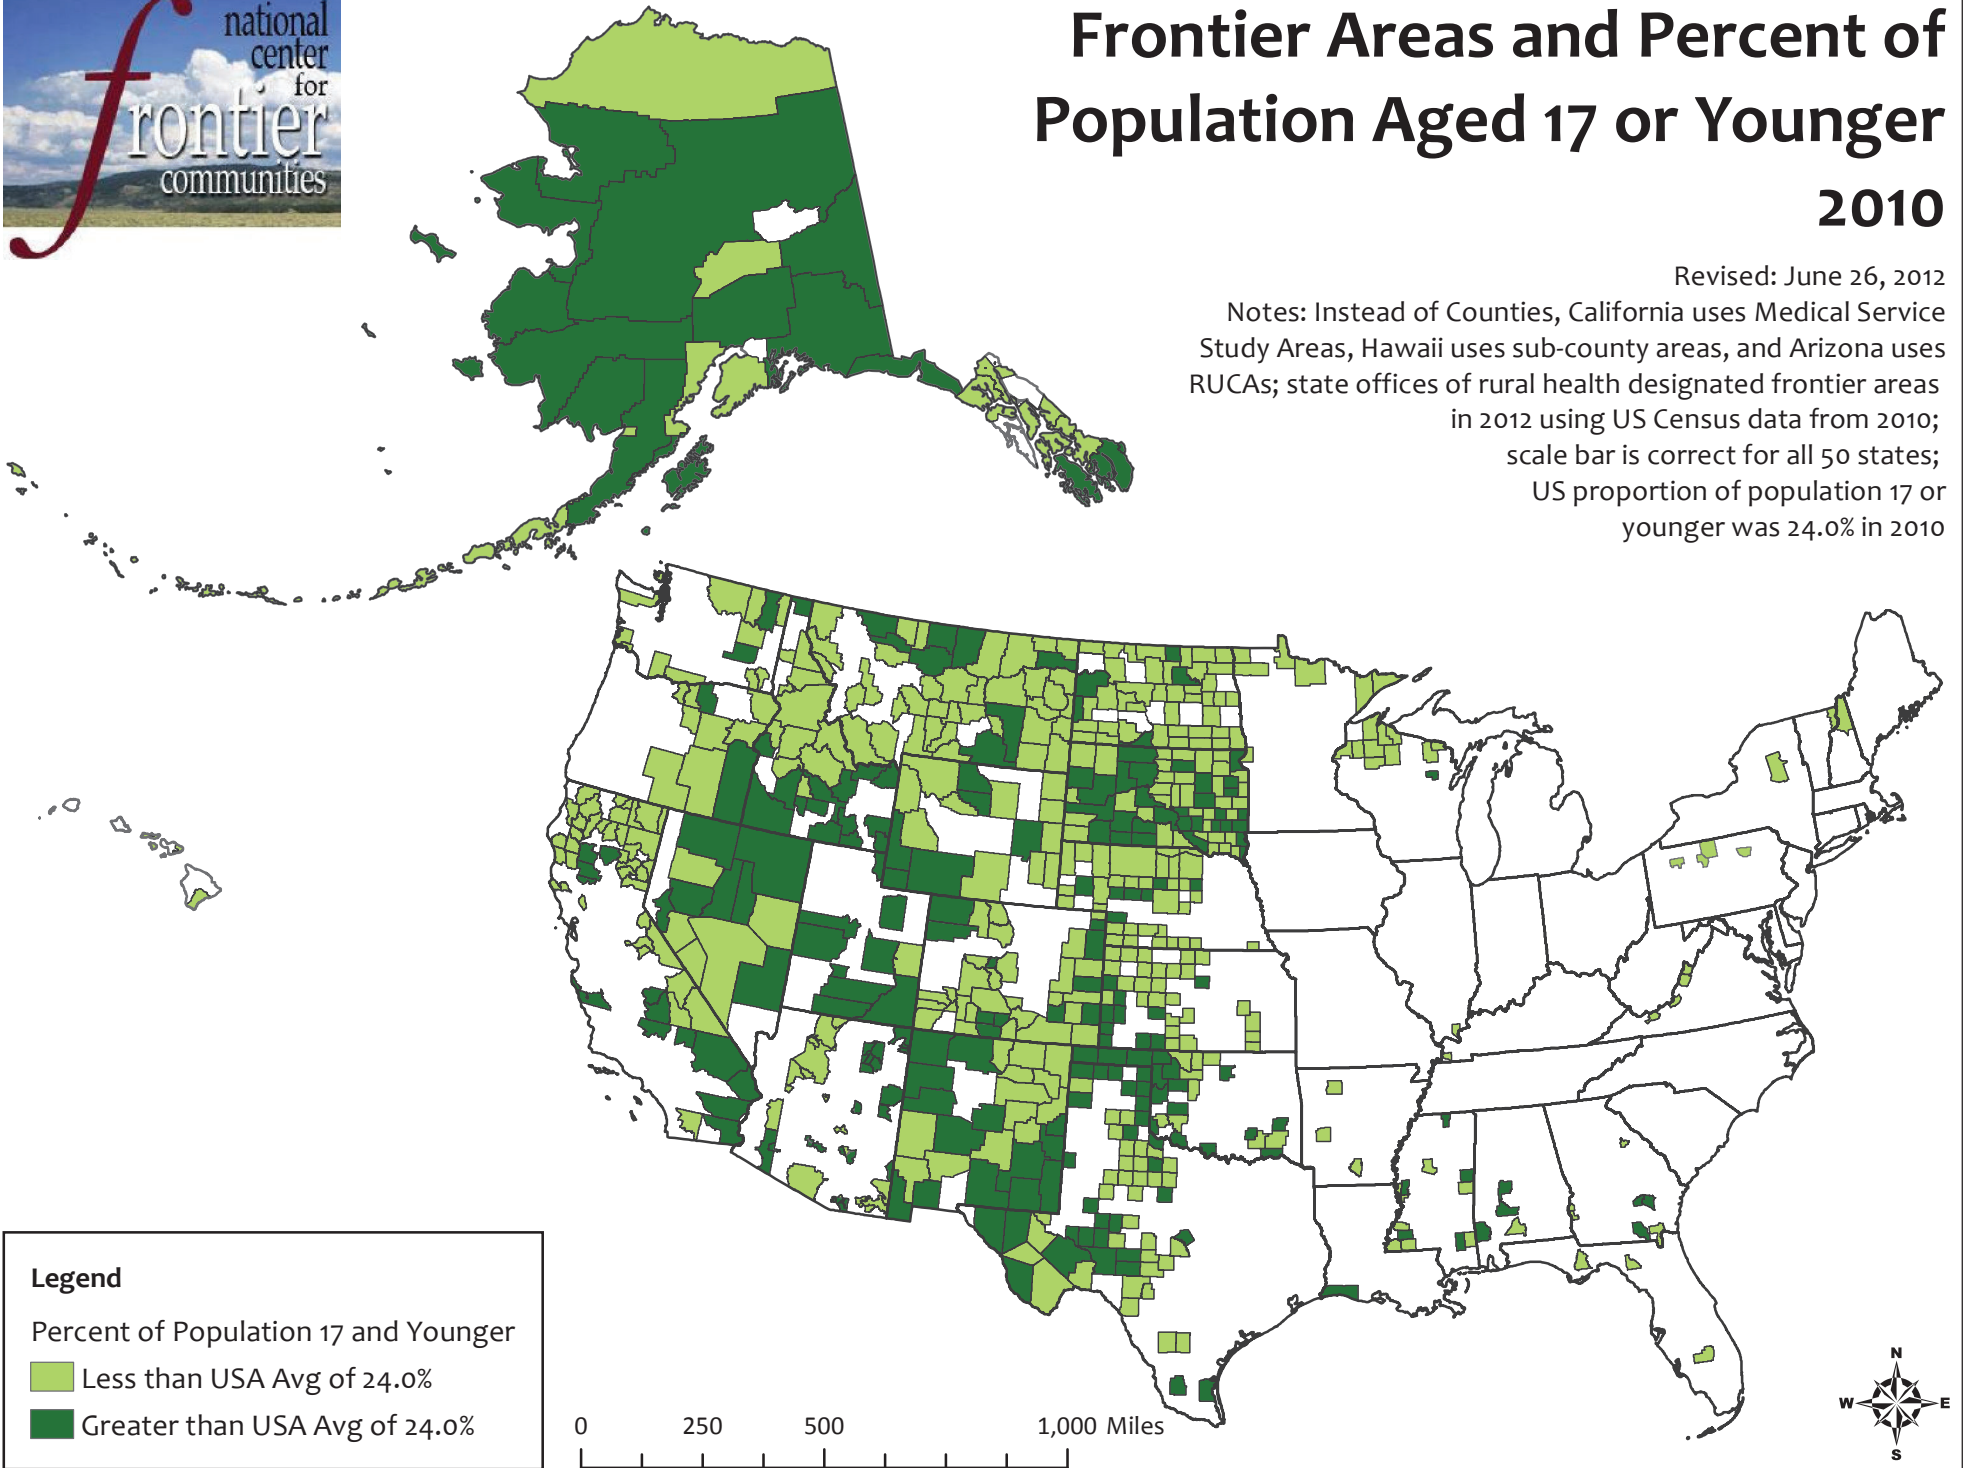 national
center
for
frontier
communities
Frontier Areas and Percent of
Population Aged 17 or Younger
2010
Revised: June 26, 2012
Notes: Instead of Counties, California uses Medical Service
Study Areas, Hawaii uses sub-county areas, and Arizona uses
RUCAs; state offices of rural health designated frontier areas
in 2012 using US Census data from 2010;
scale bar is correct for all 50 states;
US proportion of population 17 or
younger was 24.0% in 2010
Legend
Percent of Population 17 and Younger
Less than USA Avg of 24.0%
Greater than USA Avg of 24.0%
0 250 500 1,000 Miles
N
W E
S